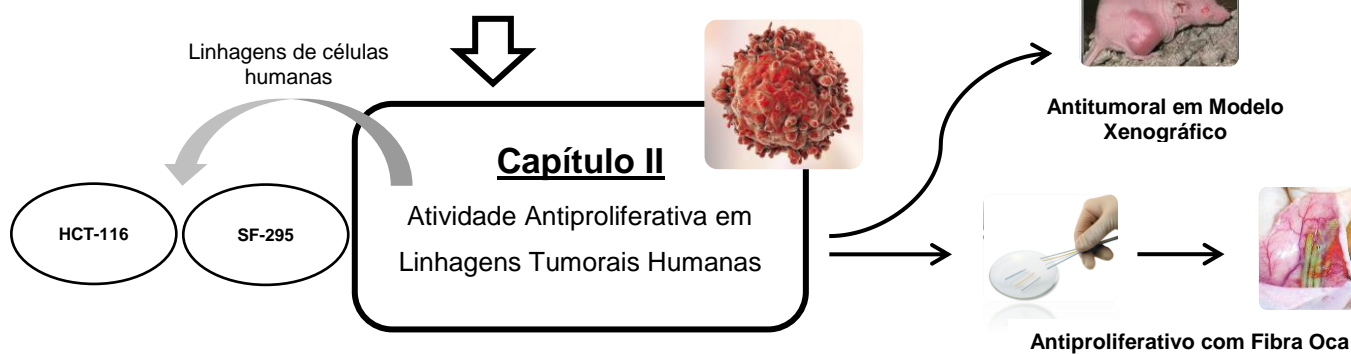 Linhagens de células
humanas
HCT-116
SF-295
Capítulo II
Atividade Antiproliferativa em
Linhagens Tumorais Humanas
Antitumoral em Modelo
Xenográfico
Antiproliferativo com Fibra Oca